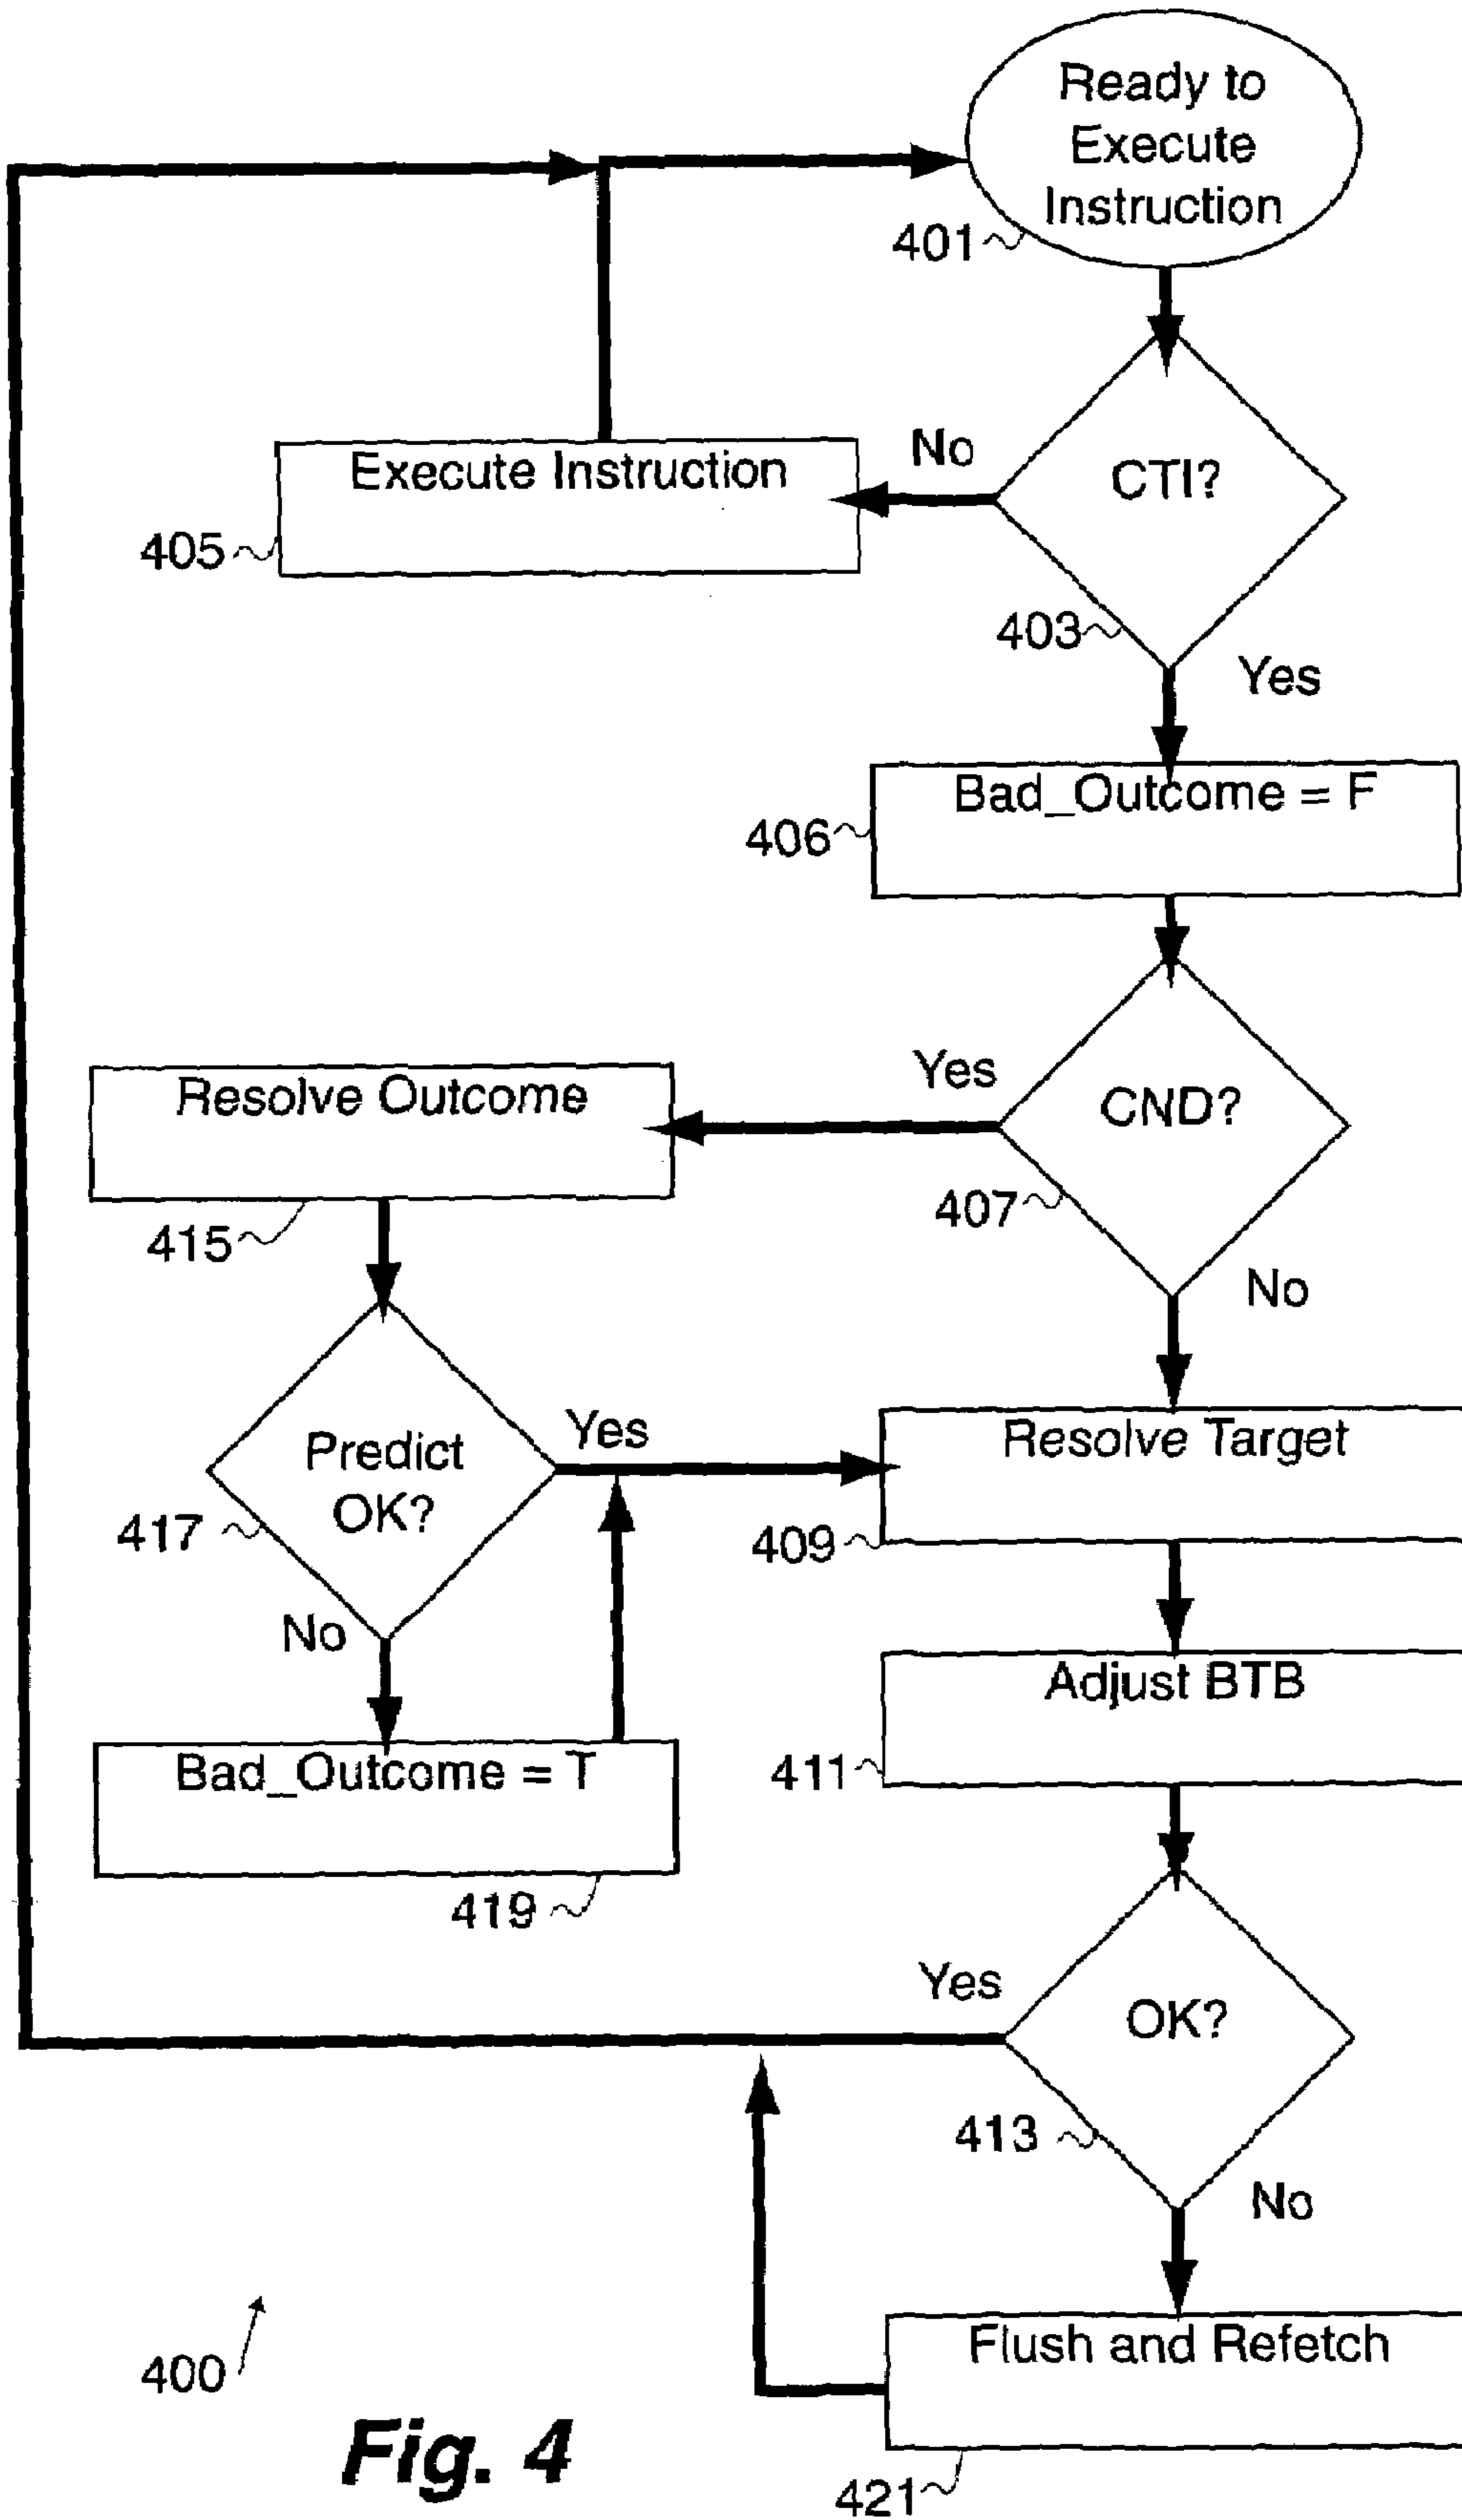 Ready to
Execute
Instruction
401
No
CTI?
Execute Instruction
405
403
Yes
Bad_Outcome = F
406
Yes
CND?
Resolve Outcome
407
415
No
Yes
Resolve Target
Predict
OK?
417
409
No
Adjust BTB
Bad_Outcome = T
411
419
Yes
OK?
413
No
Flush and Refetch
400
Fig. 4
421